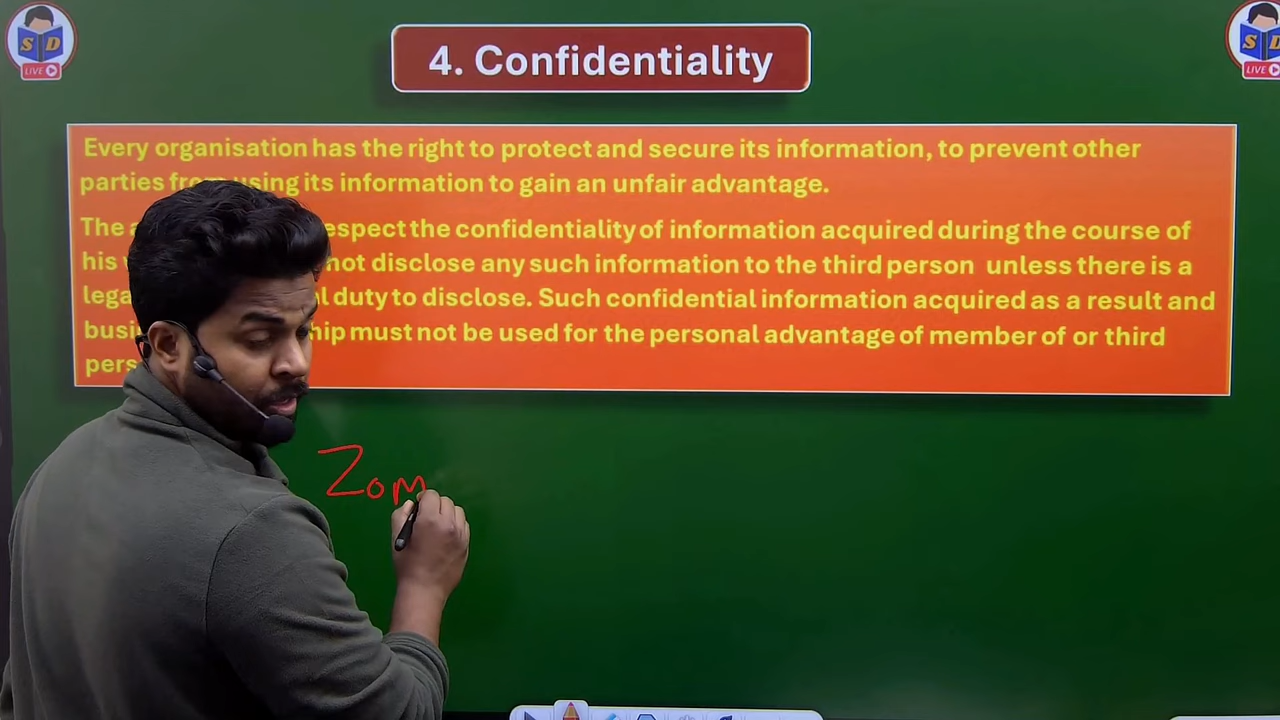 S D
LIVE
4. Confidentiality
S D
LIVE
Every organisation has the right to protect and secure its information, to prevent other
parties from using its information to gain an unfair advantage.
The respect the confidentiality of information acquired during the course of
his not disclose any such information to the third person unless there is a
duty to disclose. Such confidential information acquired as a result and
must not be used for the personal advantage of member of or third
Zom